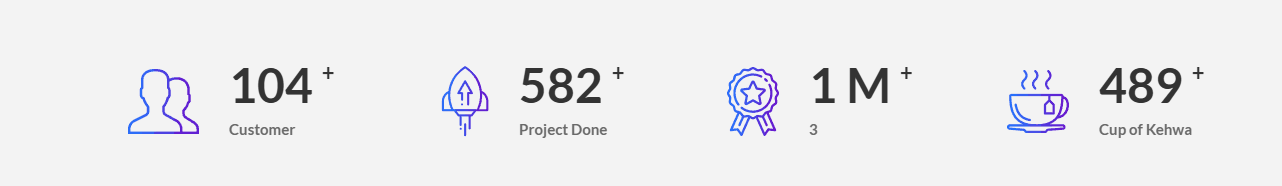 104 +
Customer
582 +
Project Done
1 M +
3
489 +
Cup of Kehwa